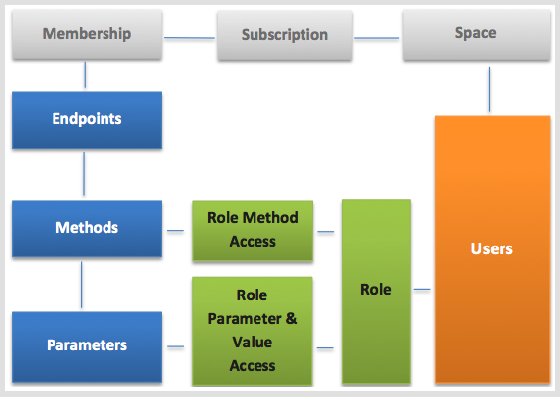 Membership
Subscription
Space
Endpoints
Methods
Role Method
Access
Users
Role
Role
Parameter &
Value
Access
Parameters